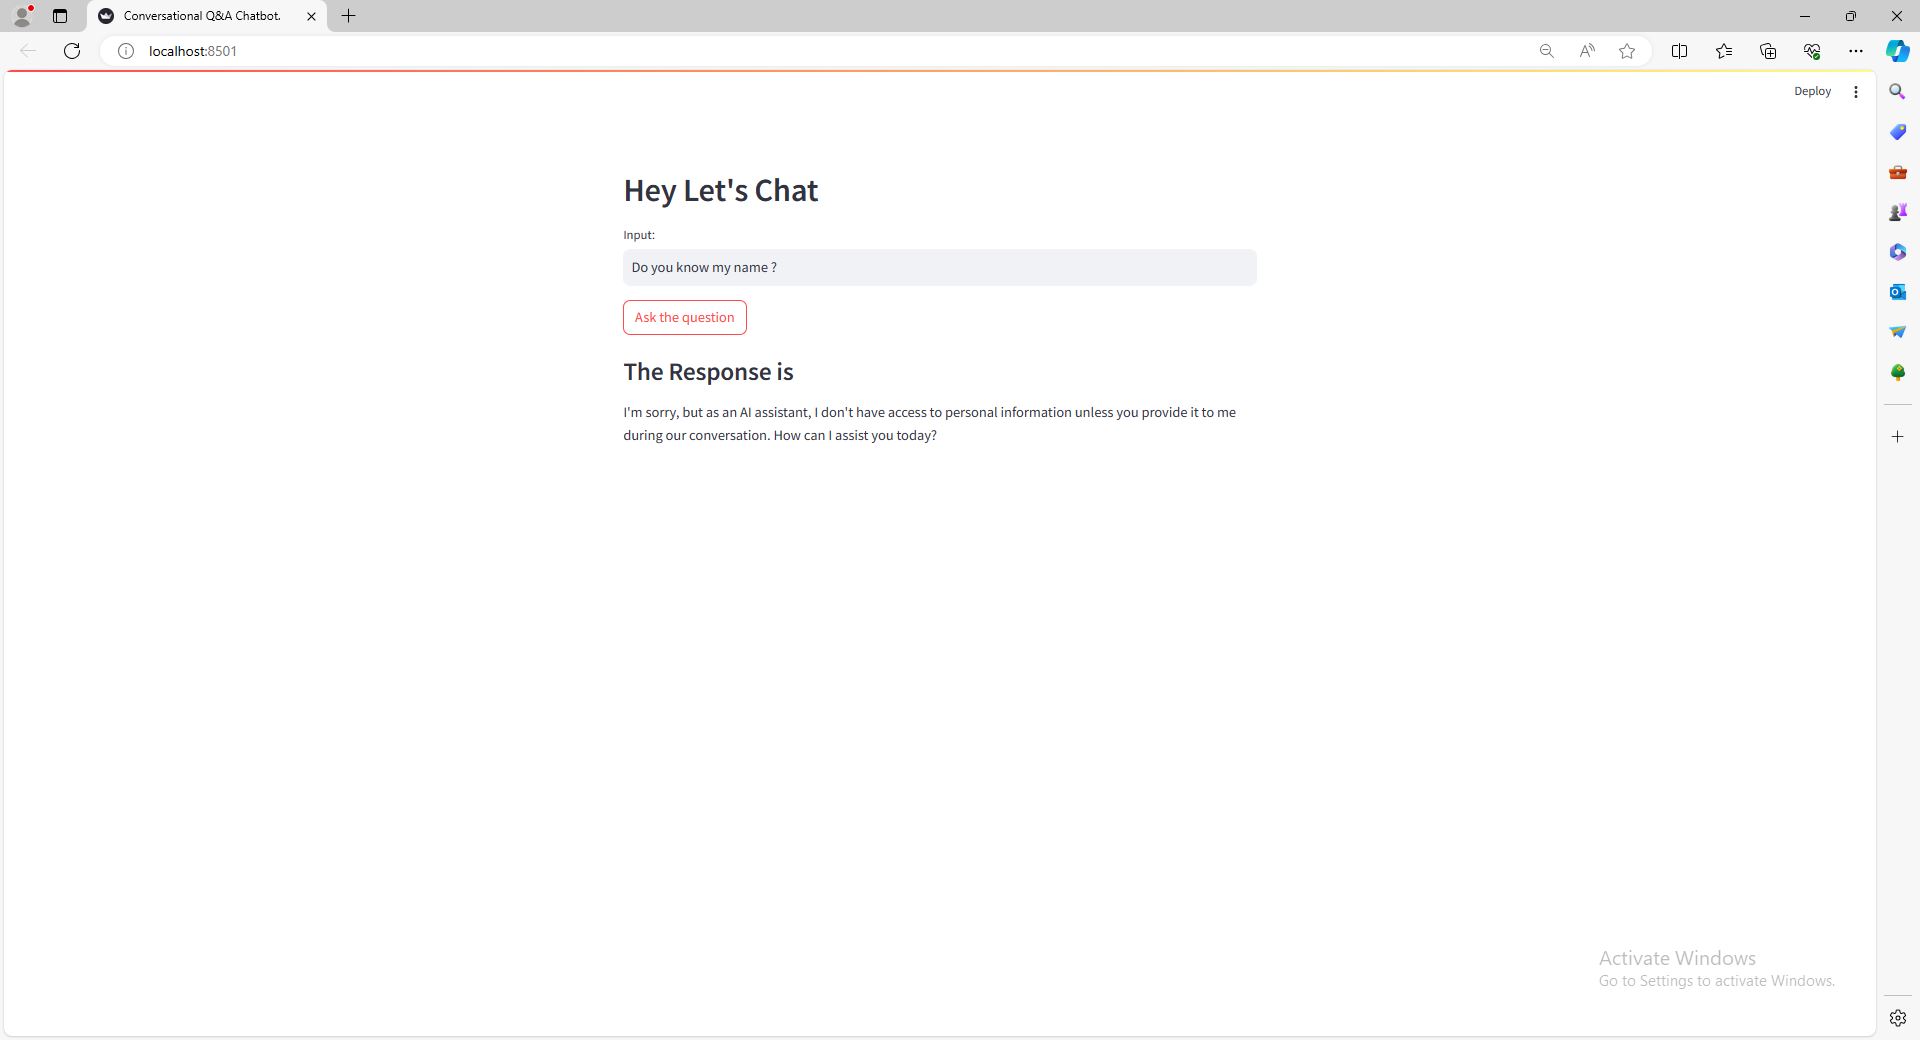 Conversational Q&A Chatbot.
localhost:8501
Deploy
Hey Let's Chat
Input:
Do you know my name ?
Ask the question
The Response is
I'm sorry, but as an AI assistant, I don't have access to personal information unless you provide it to me
during our conversation. How can I assist you today?
Activate Windows
Go to Settings to activate Windows.